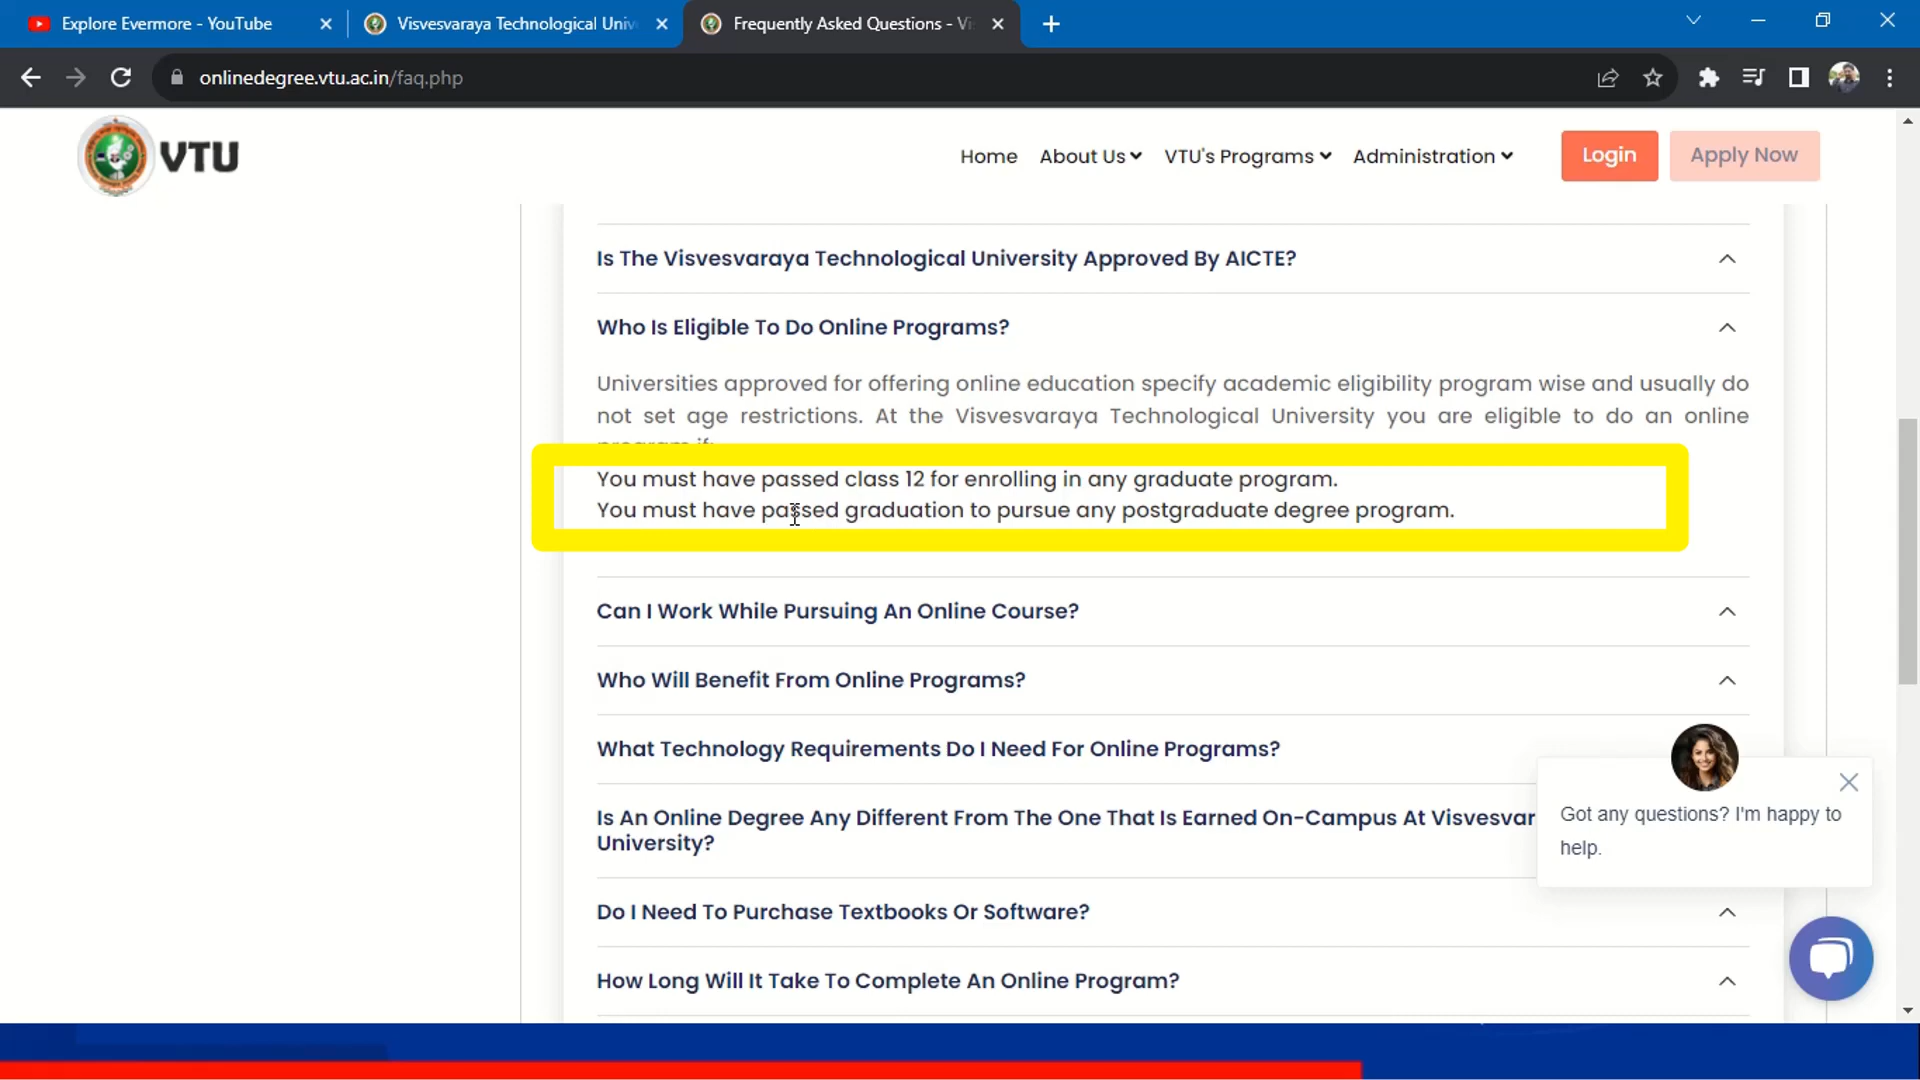 Explore Evermore - YouTube
Visvesvaraya Technological Univ
Frequently Asked Questions - Vi
onlinedegree.vtu.ac.in/faq.php
VTU
Home
About Us
VTU's Programs
Administration
Login
Apply Now
Is The Visvesvaraya Technological University Approved By AICTE?
Who Is Eligible To Do Online Programs?
Universities approved for offering online education specify academic eligibility program wise and usually do
not set age restrictions. At the Visvesvaraya Technological University you are eligible to do an online
program if:
You must have passed class 12 for enrolling in any graduate program.
You must have passed graduation to pursue any postgraduate degree program.
Can I Work While Pursuing An Online Course?
Who Will Benefit From Online Programs?
What Technology Requirements Do I Need For Online Programs?
Is An Online Degree Any Different From The One That Is Earned On-Campus At Visvesvar
University?
Got any questions? I'm happy to
help.
Do I Need To Purchase Textbooks Or Software?
How Long Will It Take To Complete An Online Program?